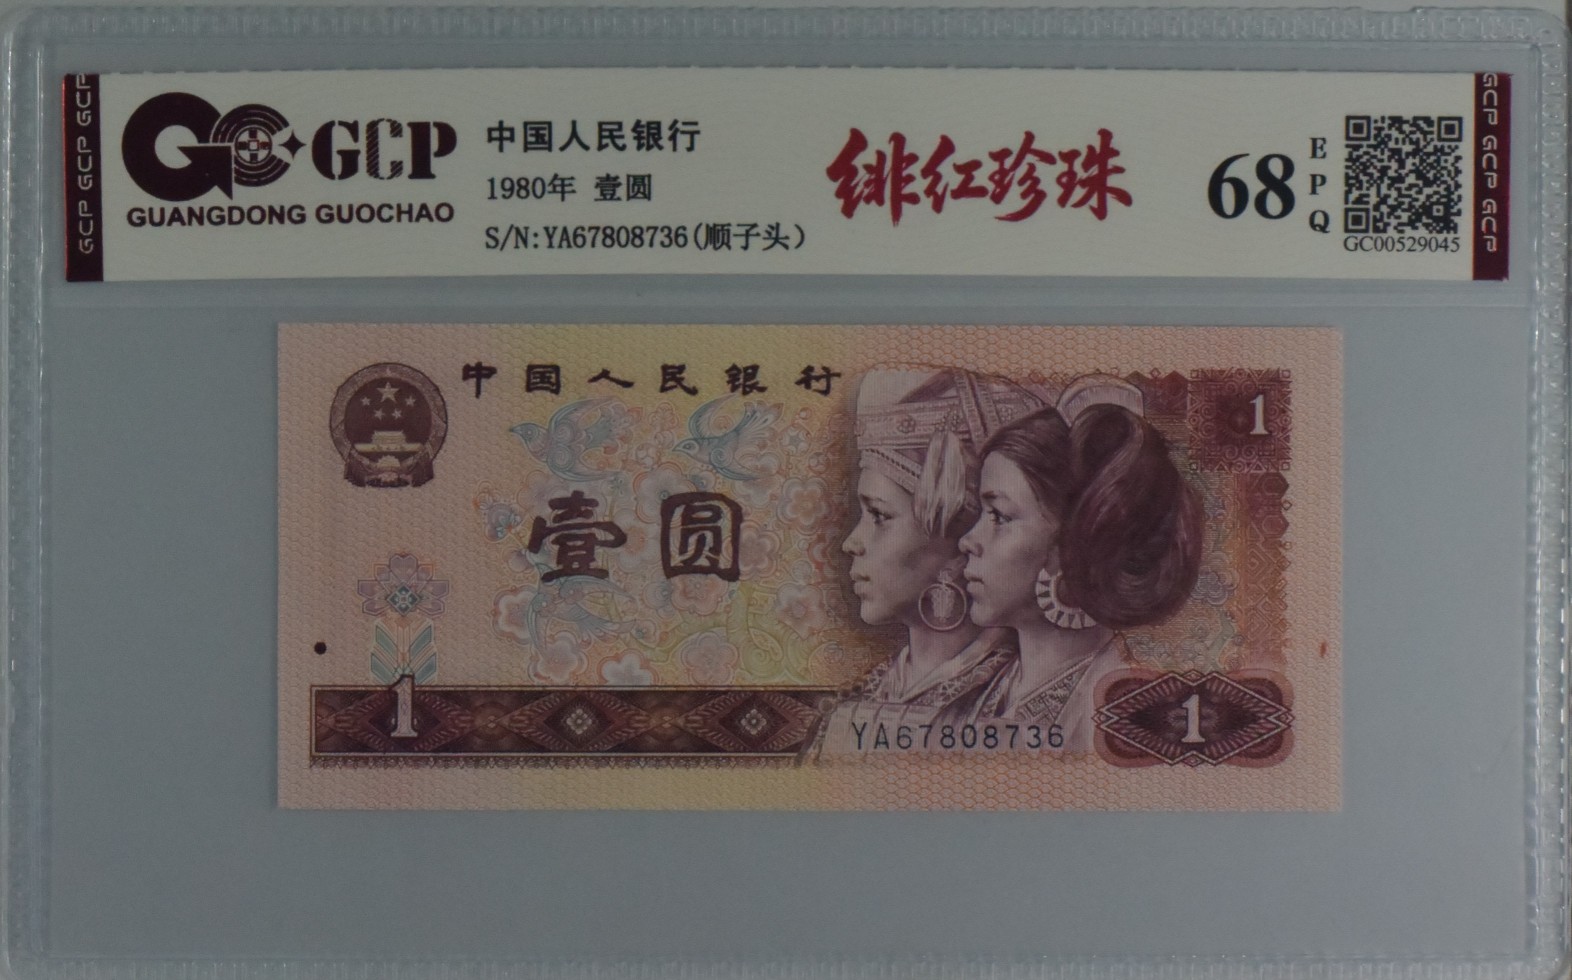 GCP
GUANGDONG GUOCHAO
中国人民银行
1980年 壹圆
S/N:YA67808736(顺子头)
绯红珍珠
68
EPQ
GC00529045
GCP GCP GCP
GCP GCP GCP
中国人民银行
1
壹圆
1
YA67808736
1